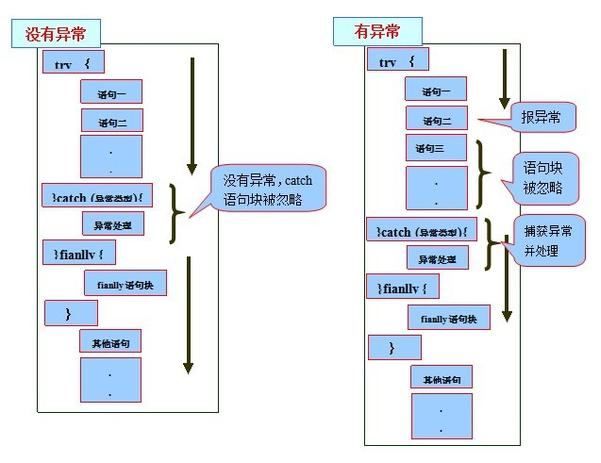 没有异常
try {
语句一
语句二
.
.
}catch (异常类型){
异常处理
}fianlly {
fianlly 语句块
}
其他语句
.
.
没有异常，catch
语句块被忽略
有异常
try {
语句一
语句二
报异常
语句三
.
.
语句块
被忽略
}catch (异常类型){
异常处理
捕获异常
并处理
}fianlly {
fianlly 语句块
}
其他语句
.
.